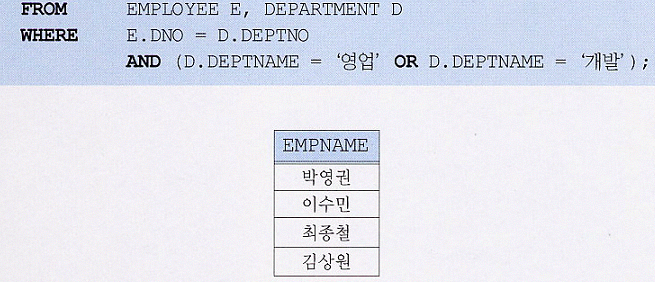 FROM EMPLOYEE E, DEPARTMENT D
WHERE E.DNO = D.DEPTNO
AND (D.DEPTNAME = ‘영업’ OR D.DEPTNAME = ‘개발’);
EMPNAME
박영권
이수민
최종철
김상원